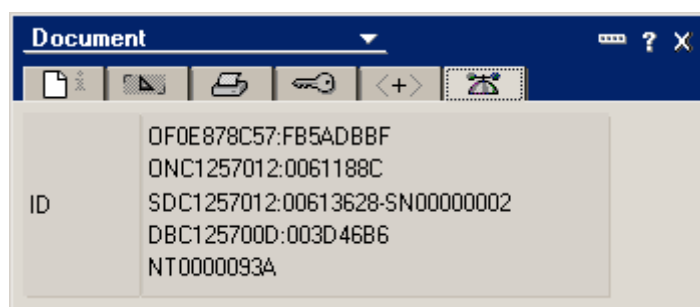 Document
? X
<+>
ID
OF0E878C57:FB5ADBBF
ONC1257012:0061188C
SDC1257012:00613628-SN00000002
DBC125700D:003D46B6
NT0000093A